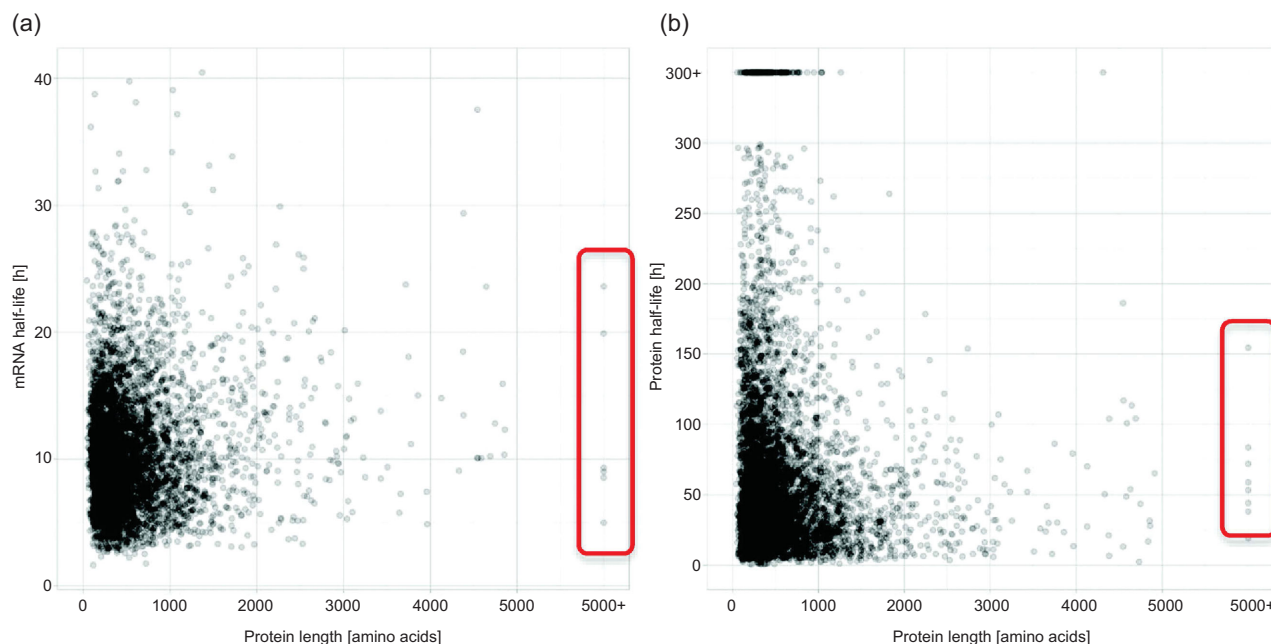 (a)
40
30
20
10
0
mRNA half-life [h]
0 1000 2000 3000 4000 5000 5000+
Protein length [amino acids]
(b)
300+
300
250
200
150
100
50
0
Protein half-life [h]
0 1000 2000 3000 4000 5000 5000+
Protein length [amino acids]